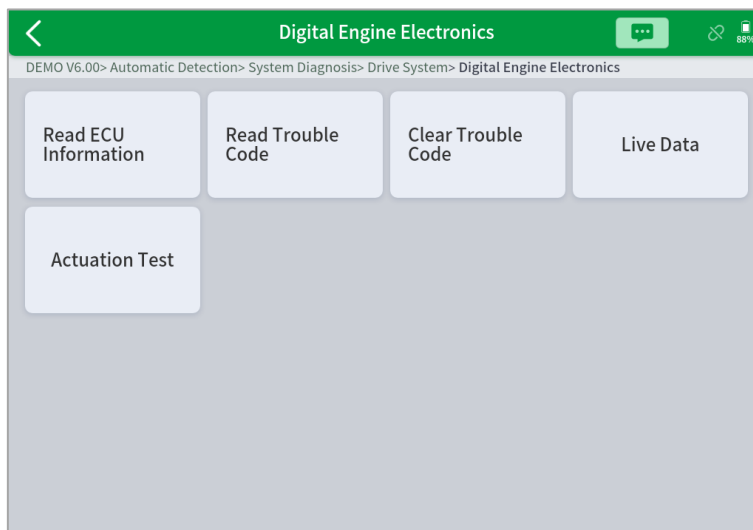 Digital Engine Electronics
88%
DEMO V6.00> Automatic Detection> System Diagnosis> Drive System> Digital Engine Electronics
Read ECU
Information
Read Trouble
Code
Clear Trouble
Code
Live Data
Actuation Test